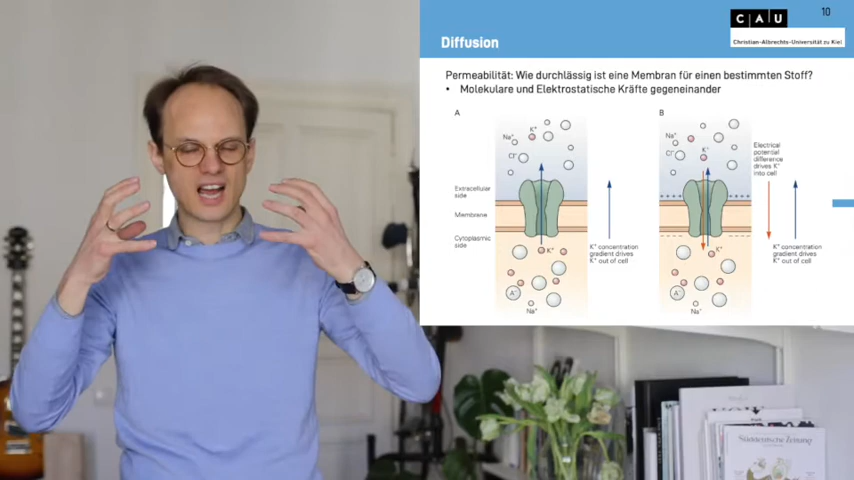 10
C A U
Christian-Albrechts-Universität zu Kiel
Diffusion
Permeabilität: Wie durchlässig ist eine Membran für einen bestimmten Stoff?
• Molekulare und Elektrostatische Kräfte gegeneinander
A
Na+
K+
Cl-
Extracellular
side
Membrane
Cytoplasmic
side
K+
K+ concentration
gradient drives
K+ out of cell
A-
Na+
B
Na+
K+
Cl-
Electrical
potential
difference
drives K+
into cell
K+
K+ concentration
gradient drives
K+ out of cell
A-
Na+
Süddeutsche Zeitung